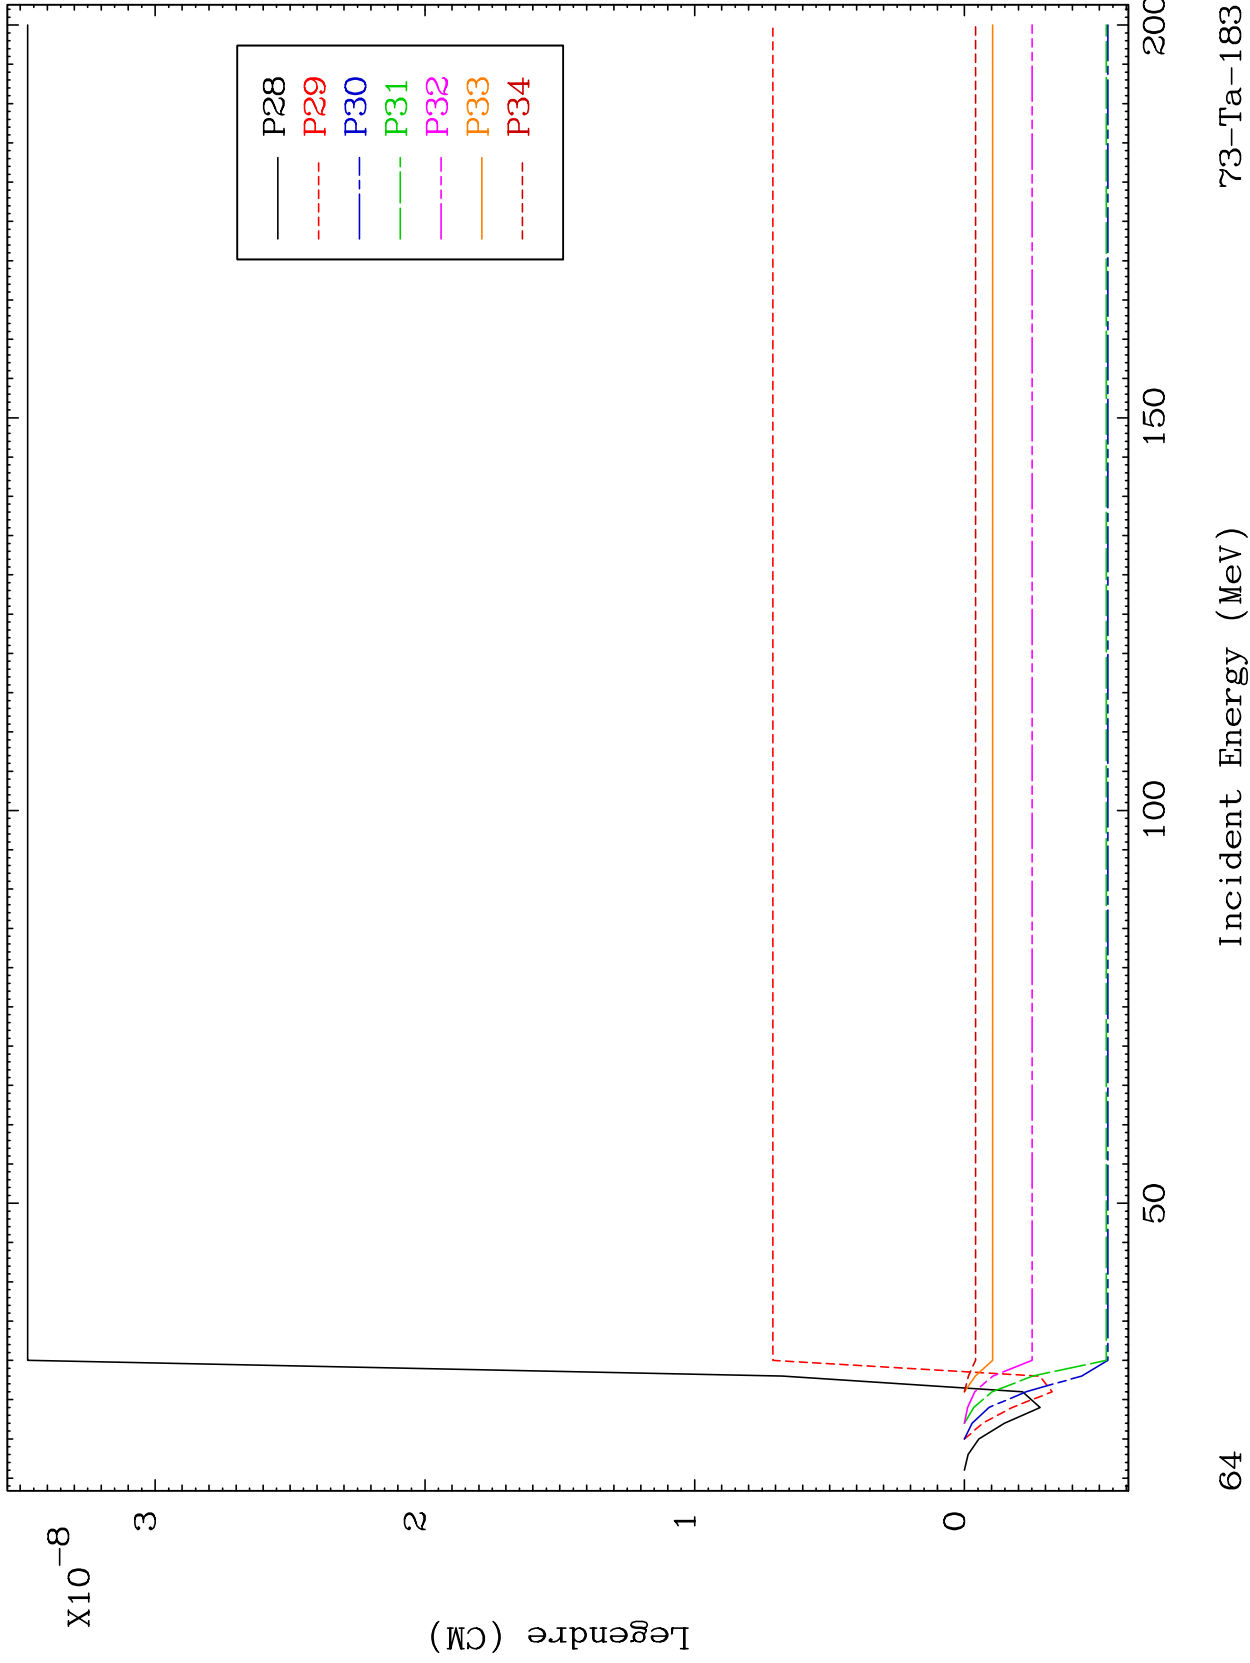 X10-8
3
2
1
0
Legendre (CM)
P28
P29
P30
P31
P32
P33
P34
50
100
150
200
Incident Energy (MeV)
64
73-Ta-183